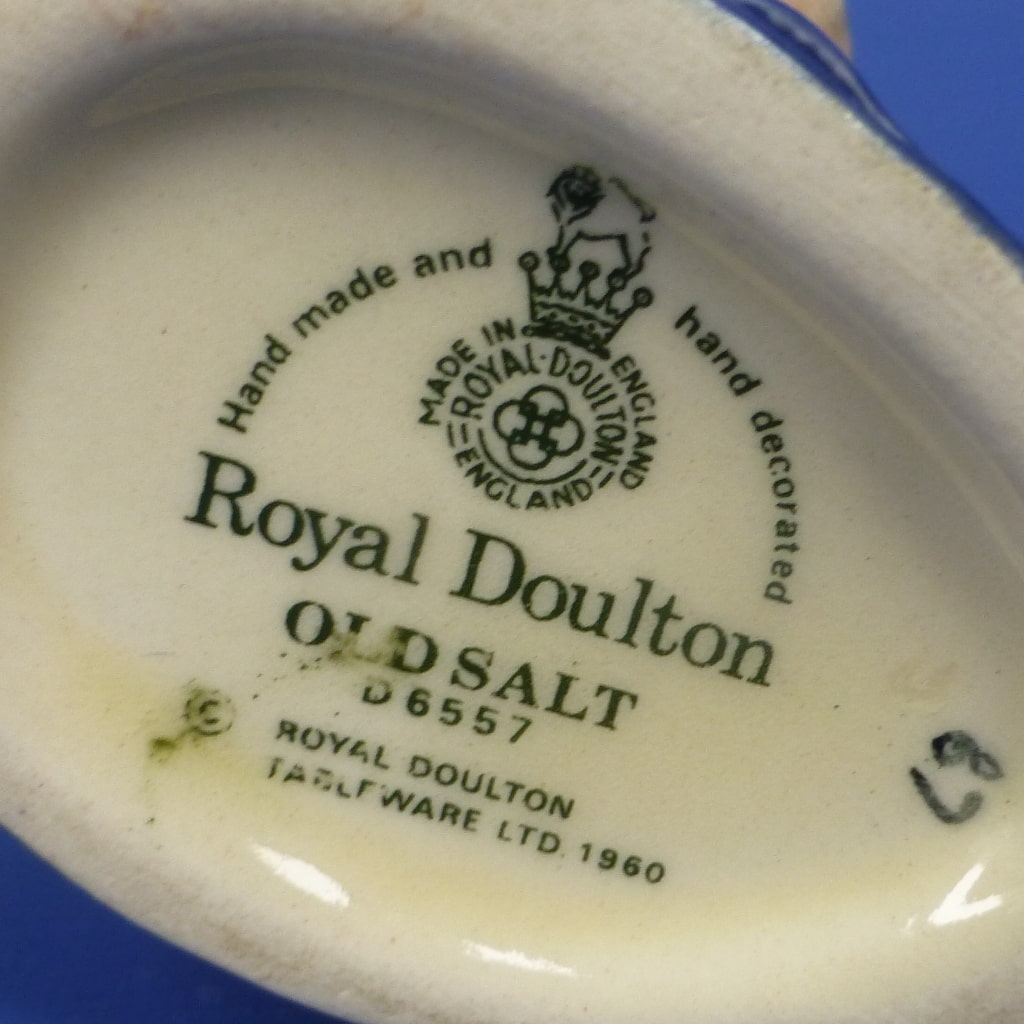 Hand made and hand decorated
MADE IN ENGLAND
ROYAL·DOULTON
ENGLAND
Royal Doulton
OLD SALT
D 6557
©
ROYAL DOULTON
TABLEWARE LTD. 1960